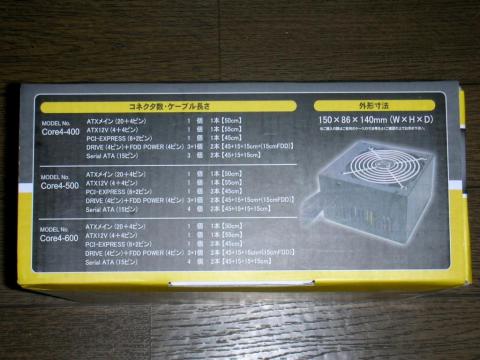 コネクタ数・ケーブル長さ
MODEL No.
Core4-400
ATXメイン(20+4ピン) 1 個 1本【50cm】
ATX12V(4+4ピン) 1 個 1本【55cm】
PCI-EXPRESS(6+2ピン) 1 個 1本【45cm】
DRIVE(4ピン)+FDD POWER(4ピン) 3+1個 2本【45+15+15cm+(15cmFDD)】
Serial ATA(15ピン) 3 個 2本【45+15+15+15cm】
MODEL No.
Core4-500
ATXメイン(20+4ピン) 1 個 1本【50cm】
ATX12V(4+4ピン) 1 個 1本【55cm】
PCI-EXPRESS(6+2ピン) 2 個 2本【45cm】
DRIVE(4ピン)+FDD POWER(4ピン) 3+1個 2本【45+15+15cm+(15cmFDD)】
Serial ATA(15ピン) 4 個 2本【45+15+15+15cm】
MODEL No.
Core4-600
ATXメイン(20+4ピン) 1 個 1本【50cm】
ATX12V(4+4ピン) 1 個 1本【55cm】
PCI-EXPRESS(6+2ピン) 2 個 2本【45cm】
DRIVE(4ピン)+FDD POWER(4ピン) 3+1個 2本【45+15+15cm+(15cmFDD)】
Serial ATA(15ピン) 4 個 2本【45+15+15+15cm】
外形寸法
150×86×140mm(W×H×D)